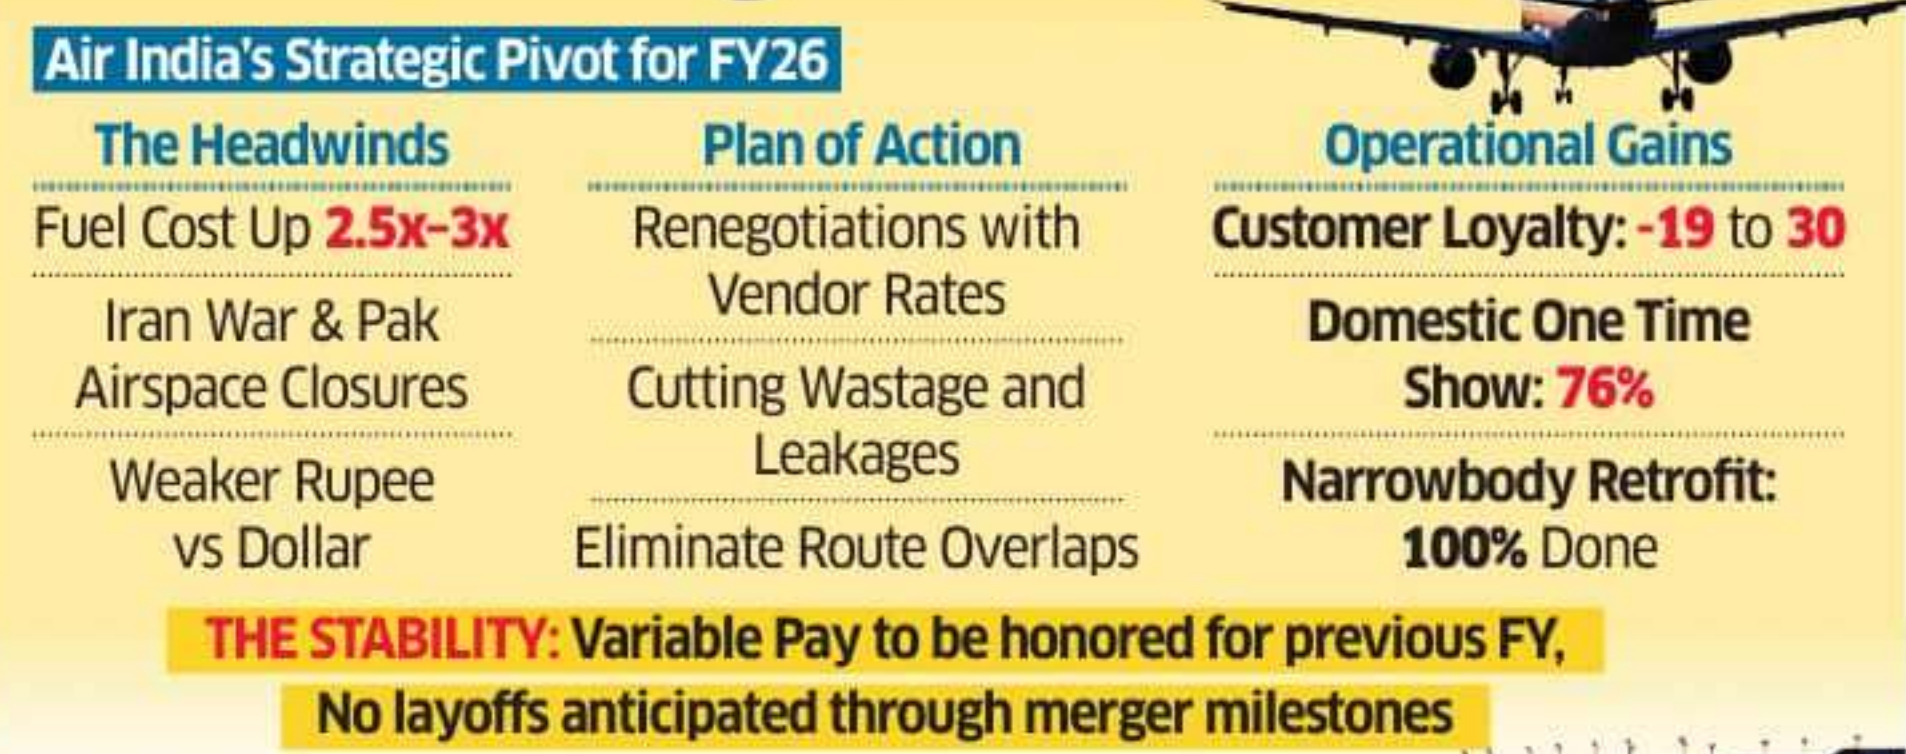 Air India's Strategic Pivot for FY26
The Headwinds
Fuel Cost Up 2.5x-3x
Iran War & Pak
Airspace Closures
Weaker Rupee
vs Dollar
Plan of Action
Renegotiations with
Vendor Rates
Cutting Wastage and
Leakages
Eliminate Route Overlaps
Operational Gains
Customer Loyalty: -19 to 30
Domestic One Time
Show: 76%
Narrowbody Retrofit:
100% Done
THE STABILITY: Variable Pay to be honored for previous FY,
No layoffs anticipated through merger milestones